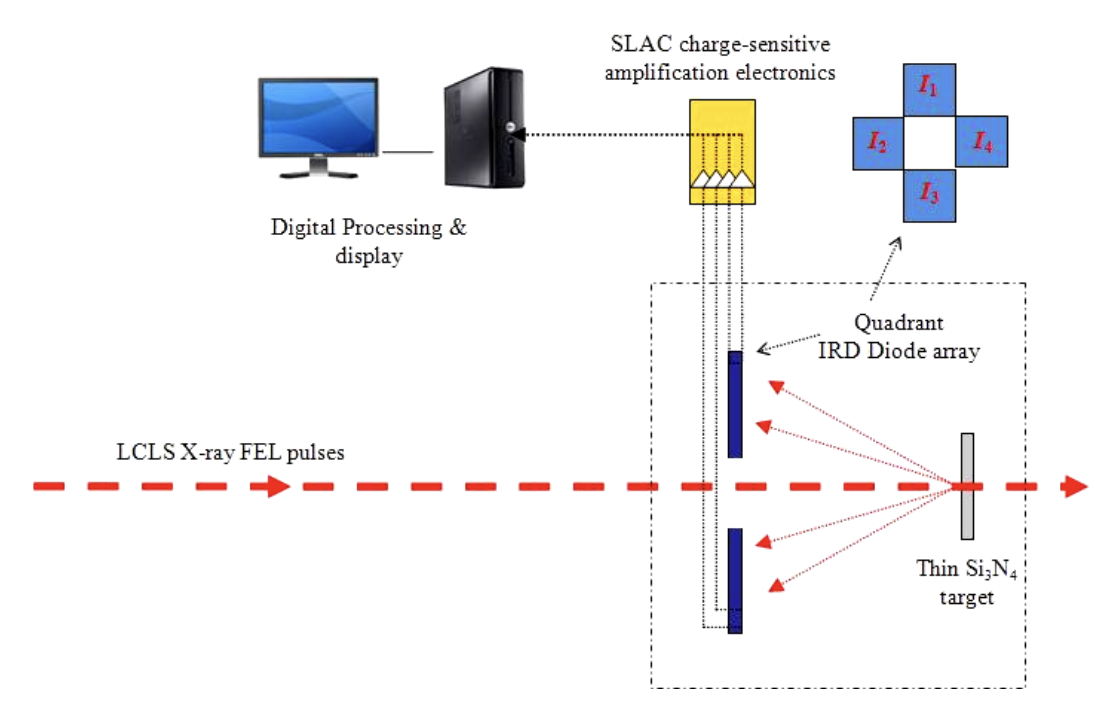 SLAC charge-sensitive
amplification electronics
I₁
I₂
I₄
I₃
Digital Processing &
display
Quadrant
IRD Diode array
LCLS X-ray FEL pulses
Thin Si₃N₄
target